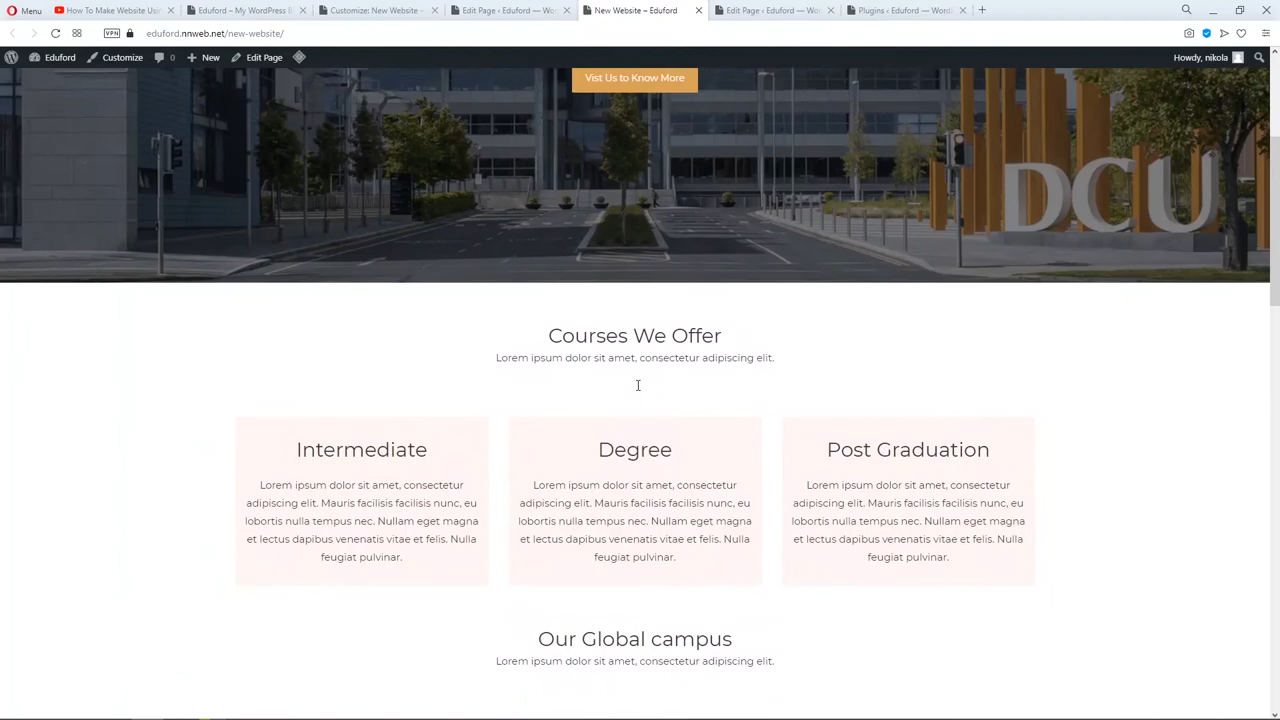 Menu
How To Make Website Usin
Eduford ~ My WordPress B
Customize: New Website –
Edit Page ‹ Eduford — Wo
New Website – Eduford
Edit Page ‹ Eduford — Wo
Plugins ‹ Eduford — Word
VPN
eduford.nnweb.net/new-website/
Eduford
Customize
0
New
Edit Page
Howdy, nikola
Vist Us to Know More
DCU
Courses We Offer
Lorem ipsum dolor sit amet, consectetur adipiscing elit.
Intermediate
Lorem ipsum dolor sit amet, consectetur
adipiscing elit. Mauris facilisis facilisis nunc, eu
lobortis nulla tempus nec. Nullam eget magna
et lectus dapibus venenatis vitae et felis. Nulla
feugiat pulvinar.
Degree
Lorem ipsum dolor sit amet, consectetur
adipiscing elit. Mauris facilisis facilisis nunc, eu
lobortis nulla tempus nec. Nullam eget magna
et lectus dapibus venenatis vitae et felis. Nulla
feugiat pulvinar.
Post Graduation
Lorem ipsum dolor sit amet, consectetur
adipiscing elit. Mauris facilisis facilisis nunc, eu
lobortis nulla tempus nec. Nullam eget magna
et lectus dapibus venenatis vitae et felis. Nulla
feugiat pulvinar.
Our Global campus
Lorem ipsum dolor sit amet, consectetur adipiscing elit.